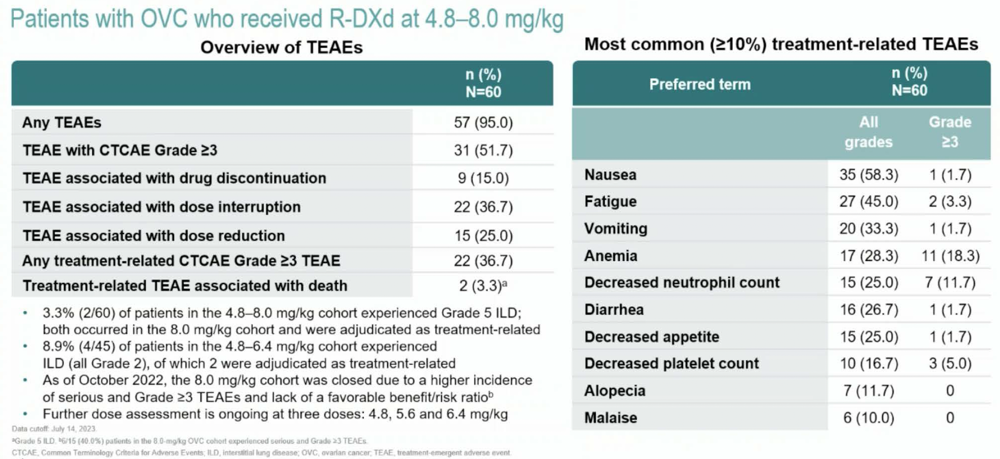 Patients with OVC who received R-DXd at 4.8–8.0 mg/kg
Overview of TEAEs
n (%)
N=60
Any TEAEs 57 (95.0)
TEAE with CTCAE Grade ≥3 31 (51.7)
TEAE associated with drug discontinuation 9 (15.0)
TEAE associated with dose interruption 22 (36.7)
TEAE associated with dose reduction 15 (25.0)
Any treatment-related CTCAE Grade ≥3 TEAE 22 (36.7)
Treatment-related TEAE associated with death 2 (3.3)ᵃ
• 3.3% (2/60) of patients in the 4.8–8.0 mg/kg cohort experienced Grade 5 ILD;
both occurred in the 8.0 mg/kg cohort and were adjudicated as treatment-related
• 8.9% (4/45) of patients in the 4.8–6.4 mg/kg cohort experienced
ILD (all Grade 2), of which 2 were adjudicated as treatment-related
• As of October 2022, the 8.0 mg/kg cohort was closed due to a higher incidence
of serious and Grade ≥3 TEAEs and lack of a favorable benefit/risk ratioᵇ
• Further dose assessment is ongoing at three doses: 4.8, 5.6 and 6.4 mg/kg
Most common (≥10%) treatment-related TEAEs
Preferred term n (%)
N=60
All Grade
grades ≥3
Nausea 35 (58.3) 1 (1.7)
Fatigue 27 (45.0) 2 (3.3)
Vomiting 20 (33.3) 1 (1.7)
Anemia 17 (28.3) 11 (18.3)
Decreased neutrophil count 15 (25.0) 7 (11.7)
Diarrhea 16 (26.7) 1 (1.7)
Decreased appetite 15 (25.0) 1 (1.7)
Decreased platelet count 10 (16.7) 3 (5.0)
Alopecia 7 (11.7) 0
Malaise 6 (10.0) 0
Data cutoff: July 14, 2023.
ᵃGrade 5 ILD. ᵇ6/15 (40.0%) patients in the 8.0-mg/kg OVC cohort experienced serious and Grade ≥3 TEAEs.
CTCAE, Common Terminology Criteria for Adverse Events; ILD, interstitial lung disease; OVC, ovarian cancer; TEAE, treatment-emergent adverse event.